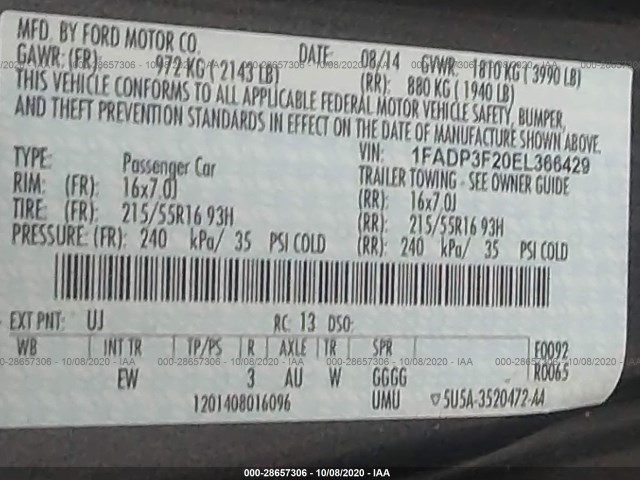 MFD. BY FORD MOTOR CO.
DATE: 08/14 GVWR: 1810 KG ( 3990 LB)
GAWR: (FR): 972 KG ( 2143 LB) (RR): 880 KG ( 1940 LB)
THIS VEHICLE CONFORMS TO ALL APPLICABLE FEDERAL MOTOR VEHICLE SAFETY, BUMPER,
AND THEFT PREVENTION STANDARDS IN EFFECT ON THE DATE OF MANUFACTURE SHOWN ABOVE.
VIN: 1FADP3F20EL366429
TYPE: Passenger Car TRAILER TOWING - SEE OWNER GUIDE
RIM: (FR): 16x7.0J (RR): 16x7.0J
TIRE: (FR): 215/55R16 93H (RR): 215/55R16 93H
PRESSURE: (FR): 240 kPa/ 35 PSI COLD (RR): 240 kPa/ 35 PSI COLD
EXT PNT: UJ RC: 13 DSO:
WB INT TR TP/PS R AXLE TR SPR F0092
EW 3 AU W GGGG R0065
1201408016096 UMU 5U5A-3520472-AA
000-28657306 - 10/08/2020 - IAA